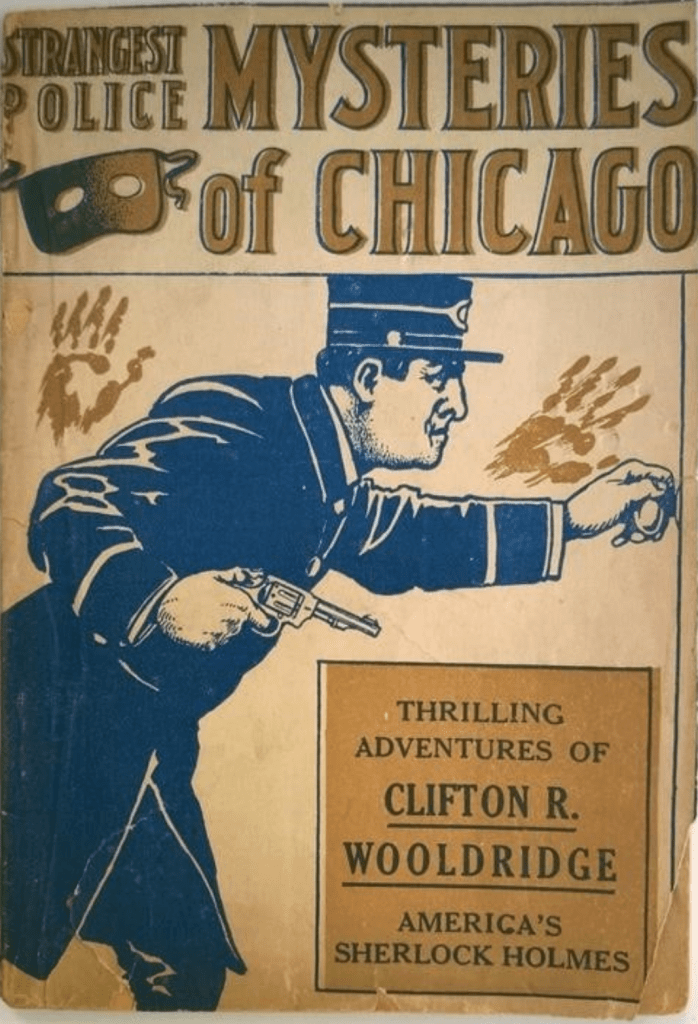 STRANGEST
POLICE
MYSTERIES
of CHICAGO
THRILLING
ADVENTURES OF
CLIFTON R.
WOOLDRIDGE
AMERICA'S
SHERLOCK HOLMES